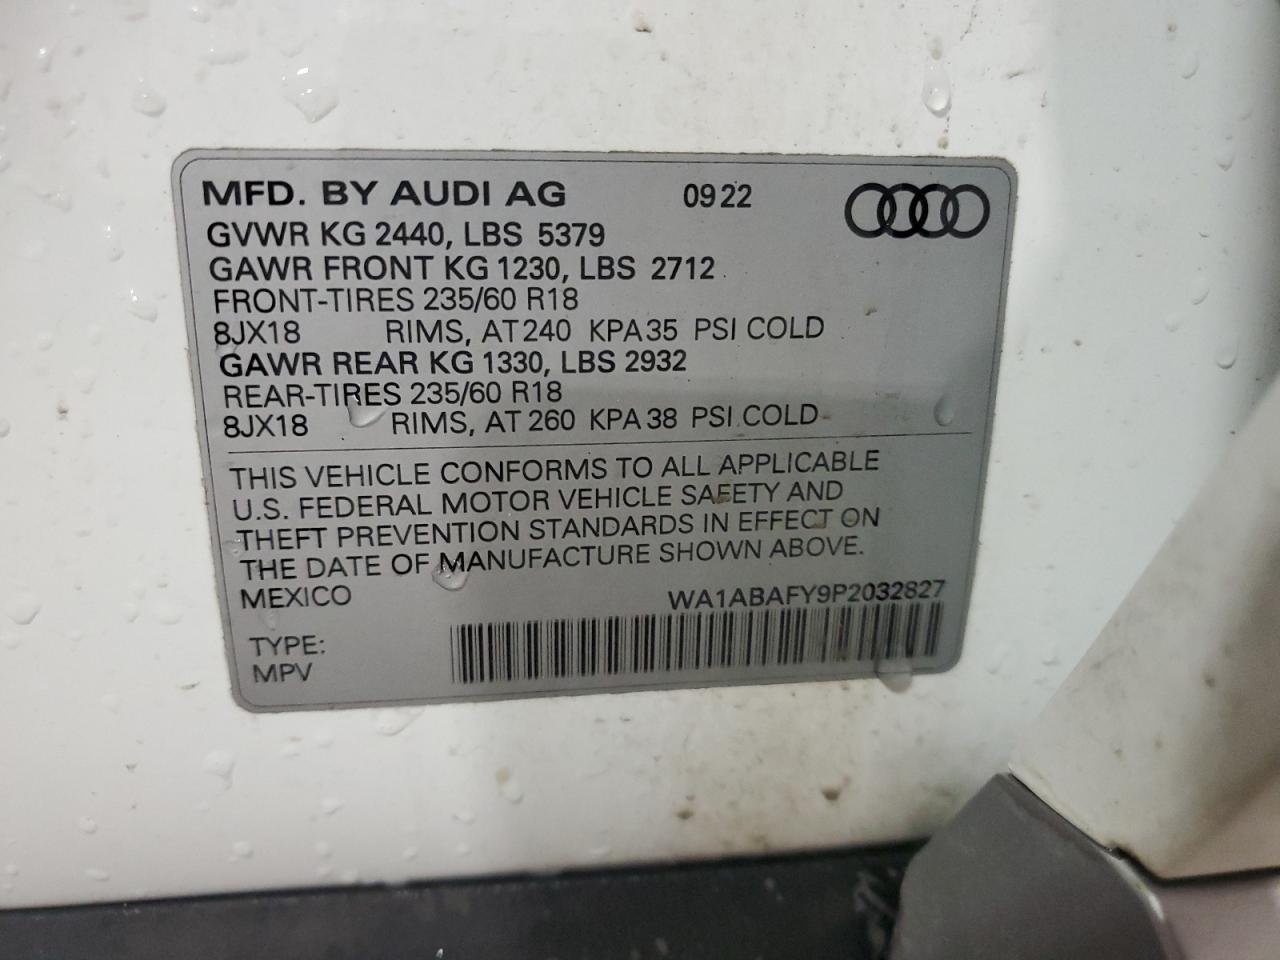 MFD. BY AUDI AG 09 22
GVWR KG 2440, LBS 5379
GAWR FRONT KG 1230, LBS 2712
FRONT-TIRES 235/60 R18
8JX18 RIMS, AT 240 KPA 35 PSI COLD
GAWR REAR KG 1330, LBS 2932
REAR-TIRES 235/60 R18
8JX18 RIMS, AT 260 KPA 38 PSI COLD
THIS VEHICLE CONFORMS TO ALL APPLICABLE
U.S. FEDERAL MOTOR VEHICLE SAFETY AND
THEFT PREVENTION STANDARDS IN EFFECT ON
THE DATE OF MANUFACTURE SHOWN ABOVE.
MEXICO WA1ABAFY9P2032827
TYPE:
MPV